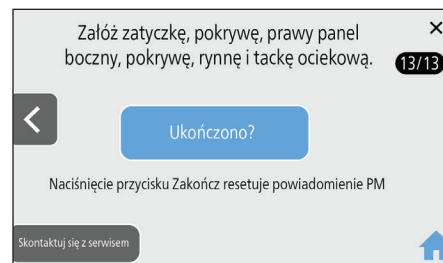 Załóż zatyczkę, pokrywę, prawy panel
boczny, pokrywę, rynnę i tackę ociekową.
13/13
Ukończono?
Naciśnięcie przycisku Zakończ resetuje powiadomienie PM
Skontaktuj się z serwisem